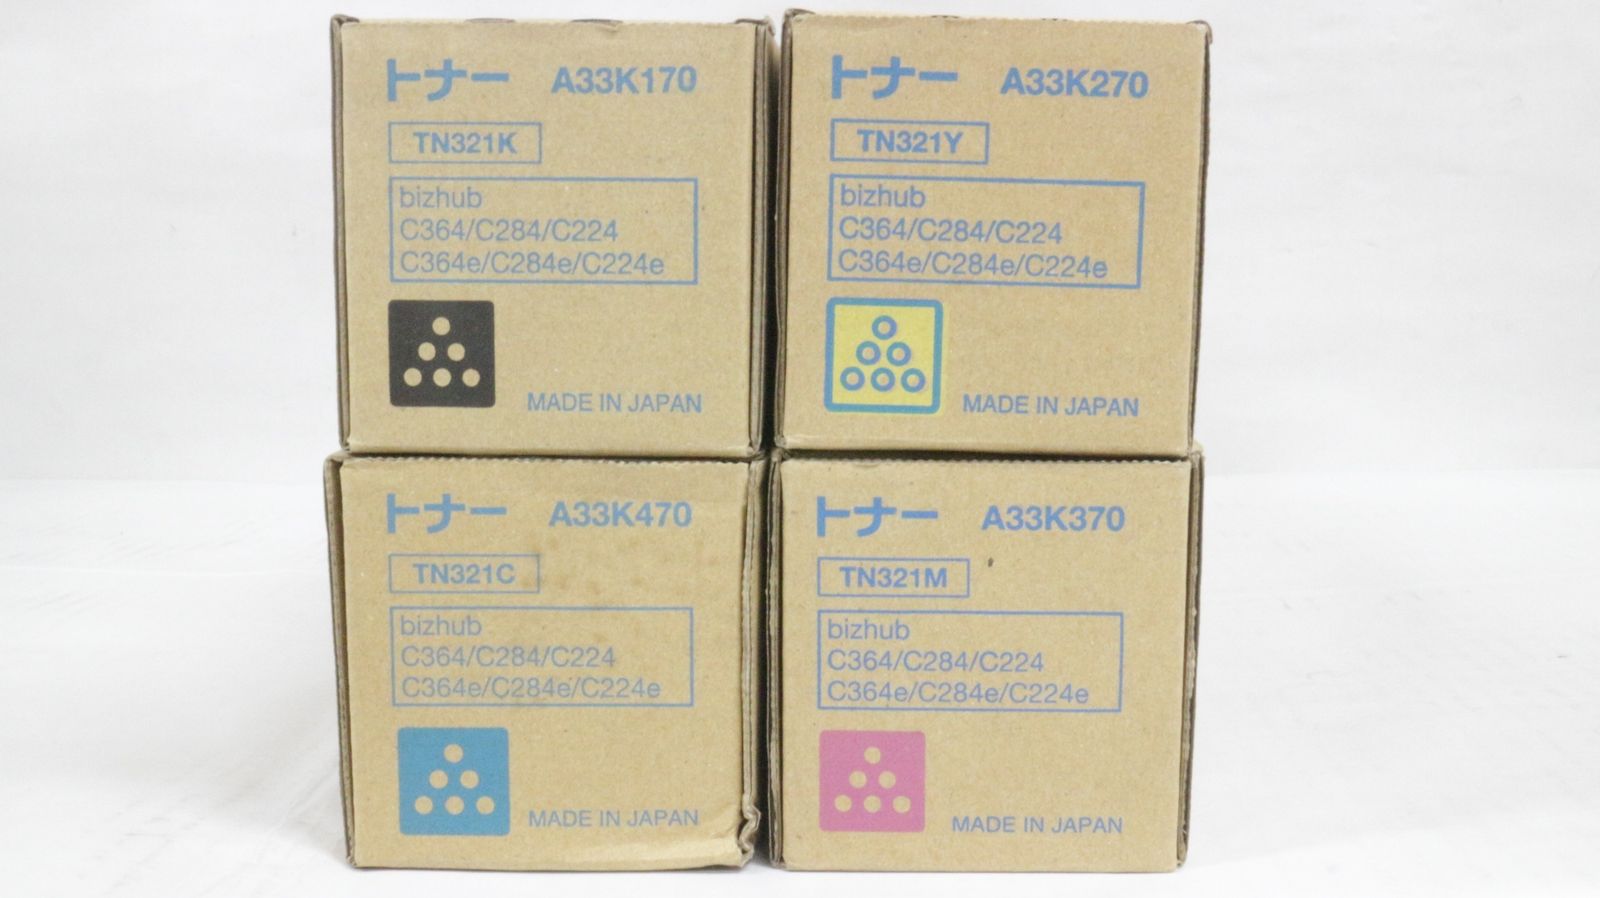 トナー A33K170
TN321K
bizhub
C364/C284/C224
C364e/C284e/C224e
MADE IN JAPAN
トナー A33K270
TN321Y
bizhub
C364/C284/C224
C364e/C284e/C224e
MADE IN JAPAN
トナー A33K470
TN321C
bizhub
C364/C284/C224
C364e/C284e/C224e
MADE IN JAPAN
トナー A33K370
TN321M
bizhub
C364/C284/C224
C364e/C284e/C224e
MADE IN JAPAN